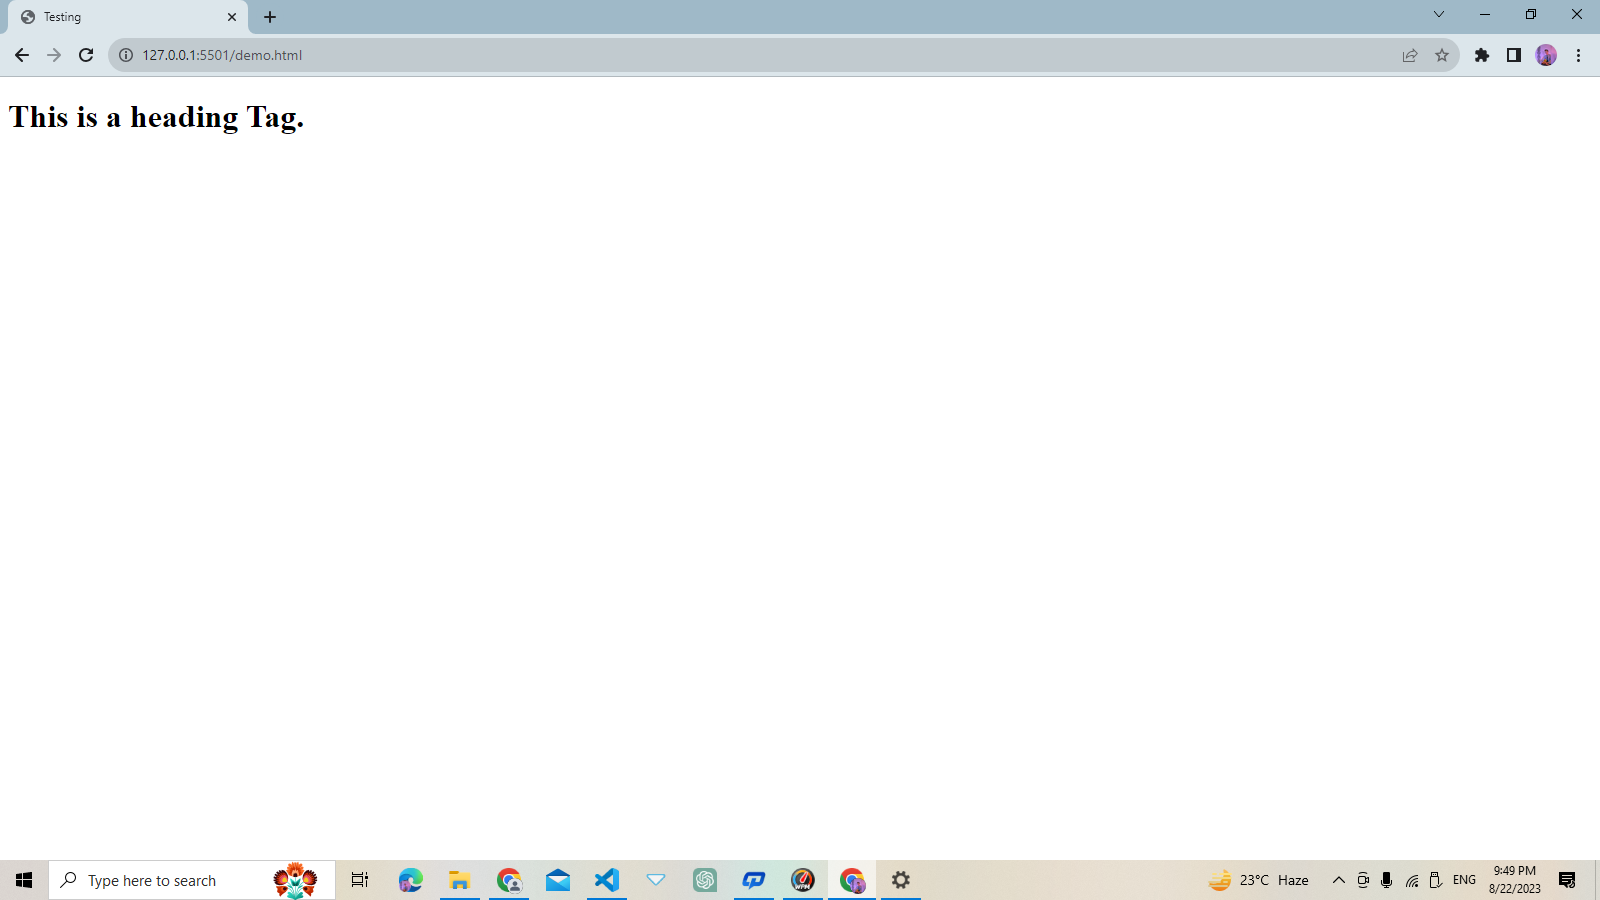 Testing
127.0.0.1:5501/demo.html
This is a heading Tag.
Type here to search
WPM
23°C Haze
ENG
9:49 PM
8/22/2023